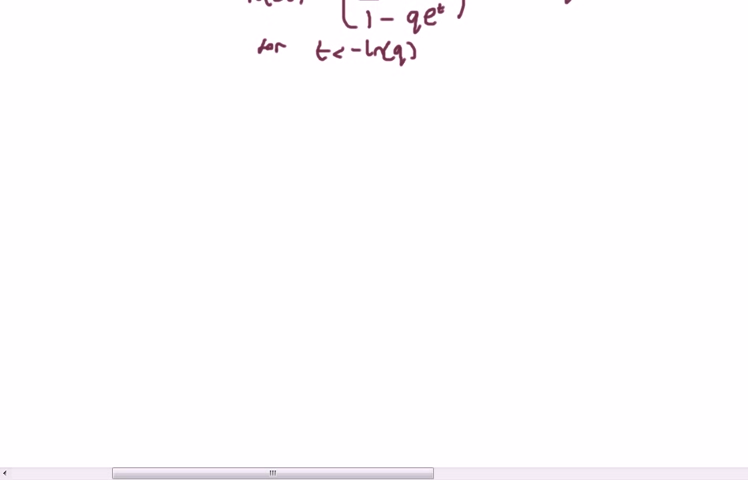 1 - qe^t
for t < -ln(q)